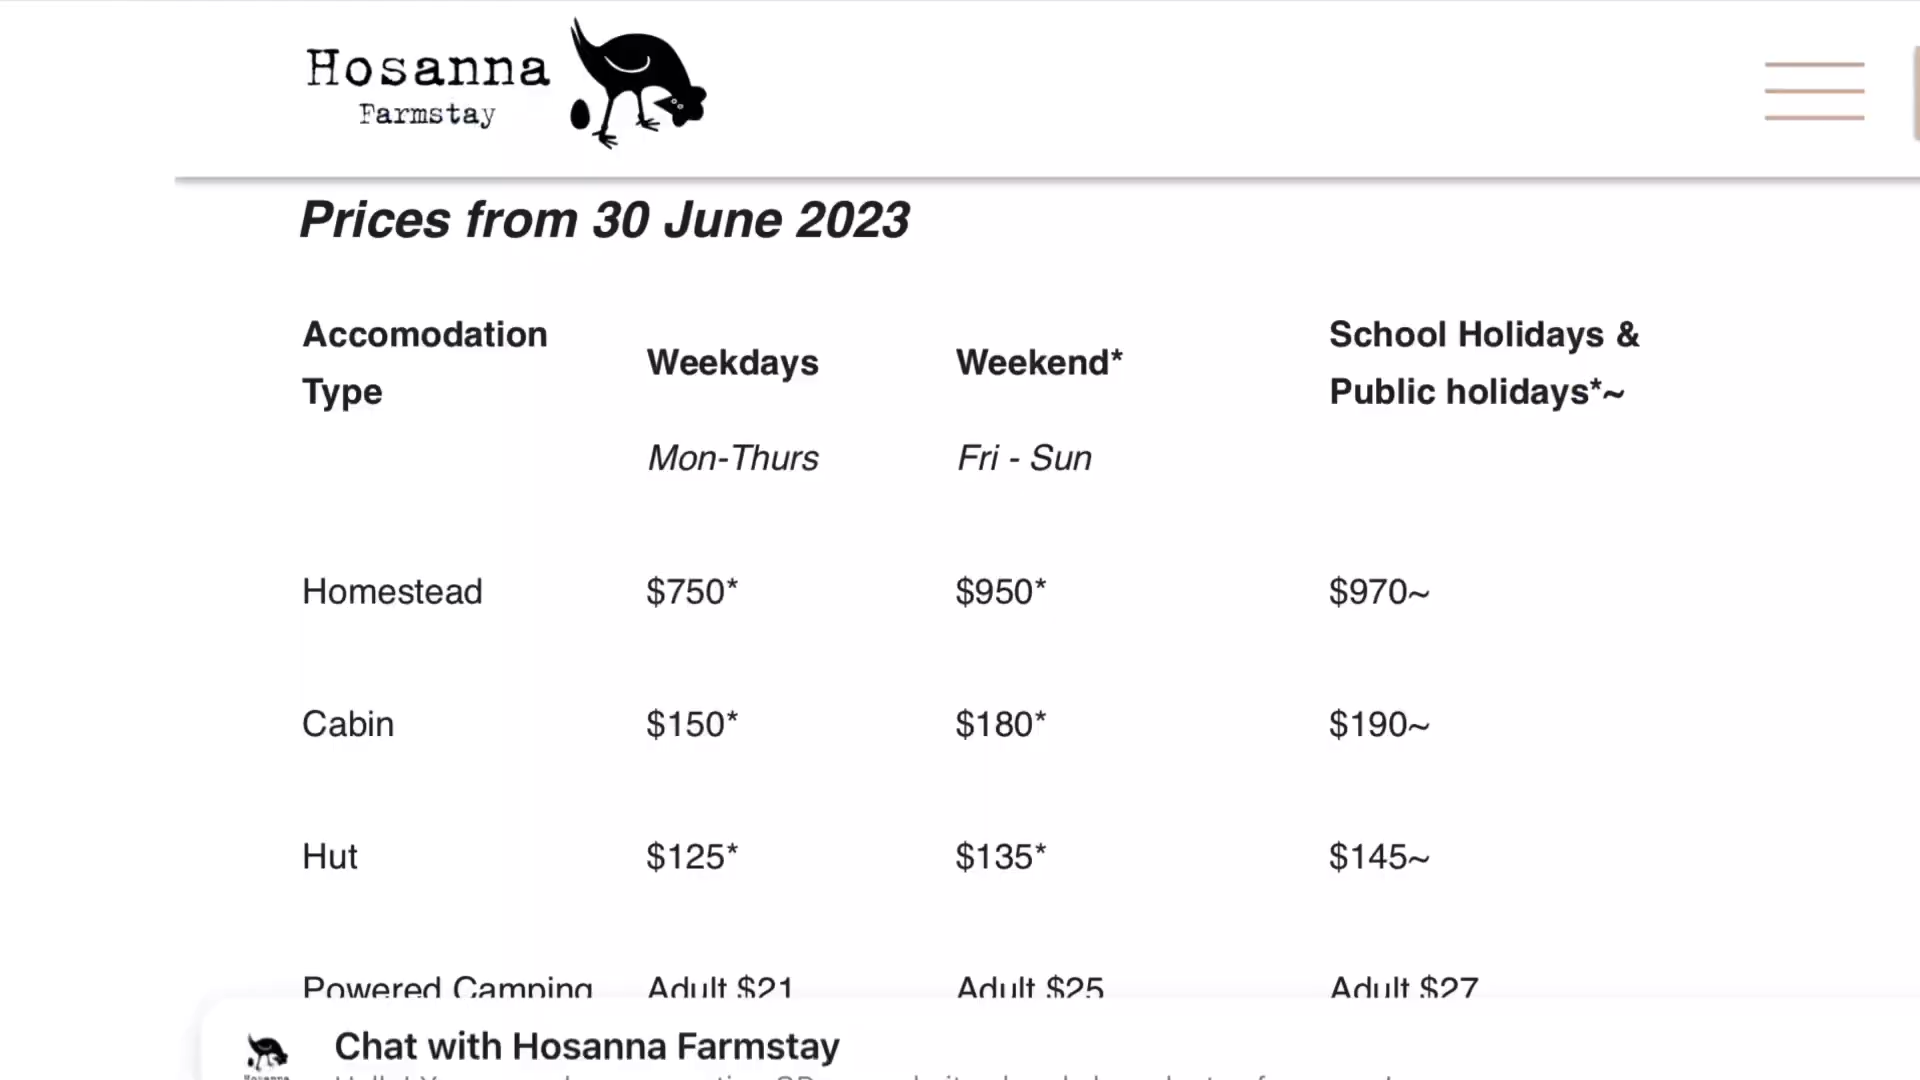 Hosanna
Farmstay
Prices from 30 June 2023
Accomodation
Type
Weekdays
Weekend*
School Holidays &
Public holidays*~
Mon-Thurs
Fri - Sun
Homestead $750* $950* $970~
Cabin $150* $180* $190~
Hut $125* $135* $145~
Powered Camping Adult $21 Adult $25 Adult $27
Chat with Hosanna Farmstay